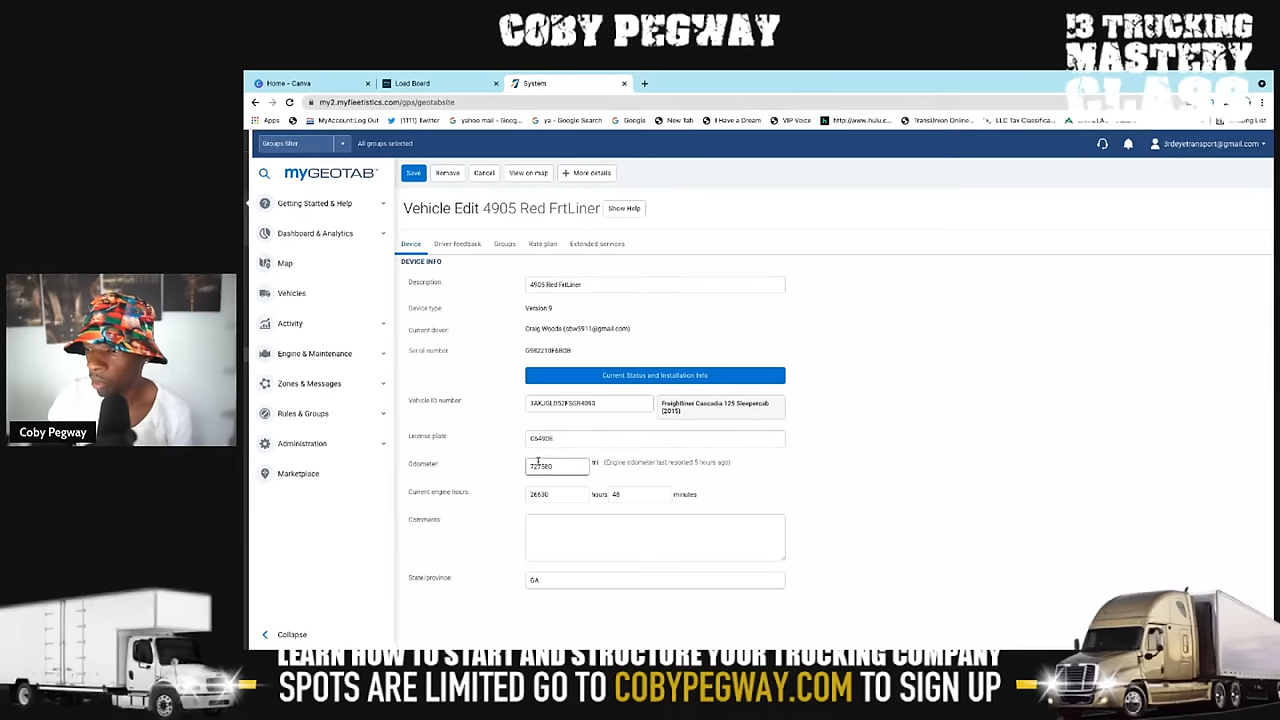 COBY PEGWAY
!3 TRUCKING
MASTERY
CLASS
Home - Canva
Load Board
System
my2.myfleetistics.com/gps/geotabsite
Apps
MyAccount:Log Out
(1111) Twitter
yahoo mail - Goog...
ya - Google Search
Google
New Tab
I Have a Dream
VIP Voice
http://www.hulu.c...
TransUnion Online...
LLC Tax Classifica...
Groups filter
All groups selected
3rdeyetransport@gmail.com
myGEOTAB
Save
Remove
Cancel
View on map
+ More details
Getting Started & Help
Vehicle Edit 4905 Red FrtLiner
Show Help
Dashboard & Analytics
Device
Driver feedback
Groups
Rate plan
Extended services
Map
DEVICE INFO
Description:
4905 Red FrtLiner
Vehicles
Device type:
Version 9
Activity
Current driver:
Craig Woods (cbw5911@gmail.com)
Engine & Maintenance
Serial number:
G982210F6BDB
Zones & Messages
Current Status and Installation Info
Rules & Groups
Vehicle ID number:
Freightliner Cascadia 125 Sleepercab
(2015)
Administration
License plate:
Marketplace
Odometer:
mi
(Engine odometer last reported 5 hours ago)
Current engine hours:
26630
hours
48
minutes
Comments:
State/province:
GA
Collapse
Coby Pegway
LEARN HOW TO START AND STRUCTURE YOUR TRUCKING COMPANY
SPOTS ARE LIMITED GO TO COBYPEGWAY.COM TO SIGN UP